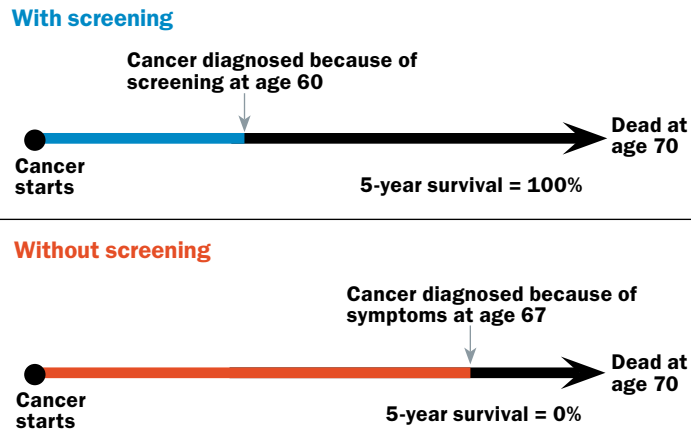 With screening
Cancer diagnosed because of
screening at age 60
Dead at
age 70
Cancer
starts
5-year survival = 100%
Without screening
Cancer diagnosed because of
symptoms at age 67
Dead at
age 70
Cancer
starts
5-year survival = 0%